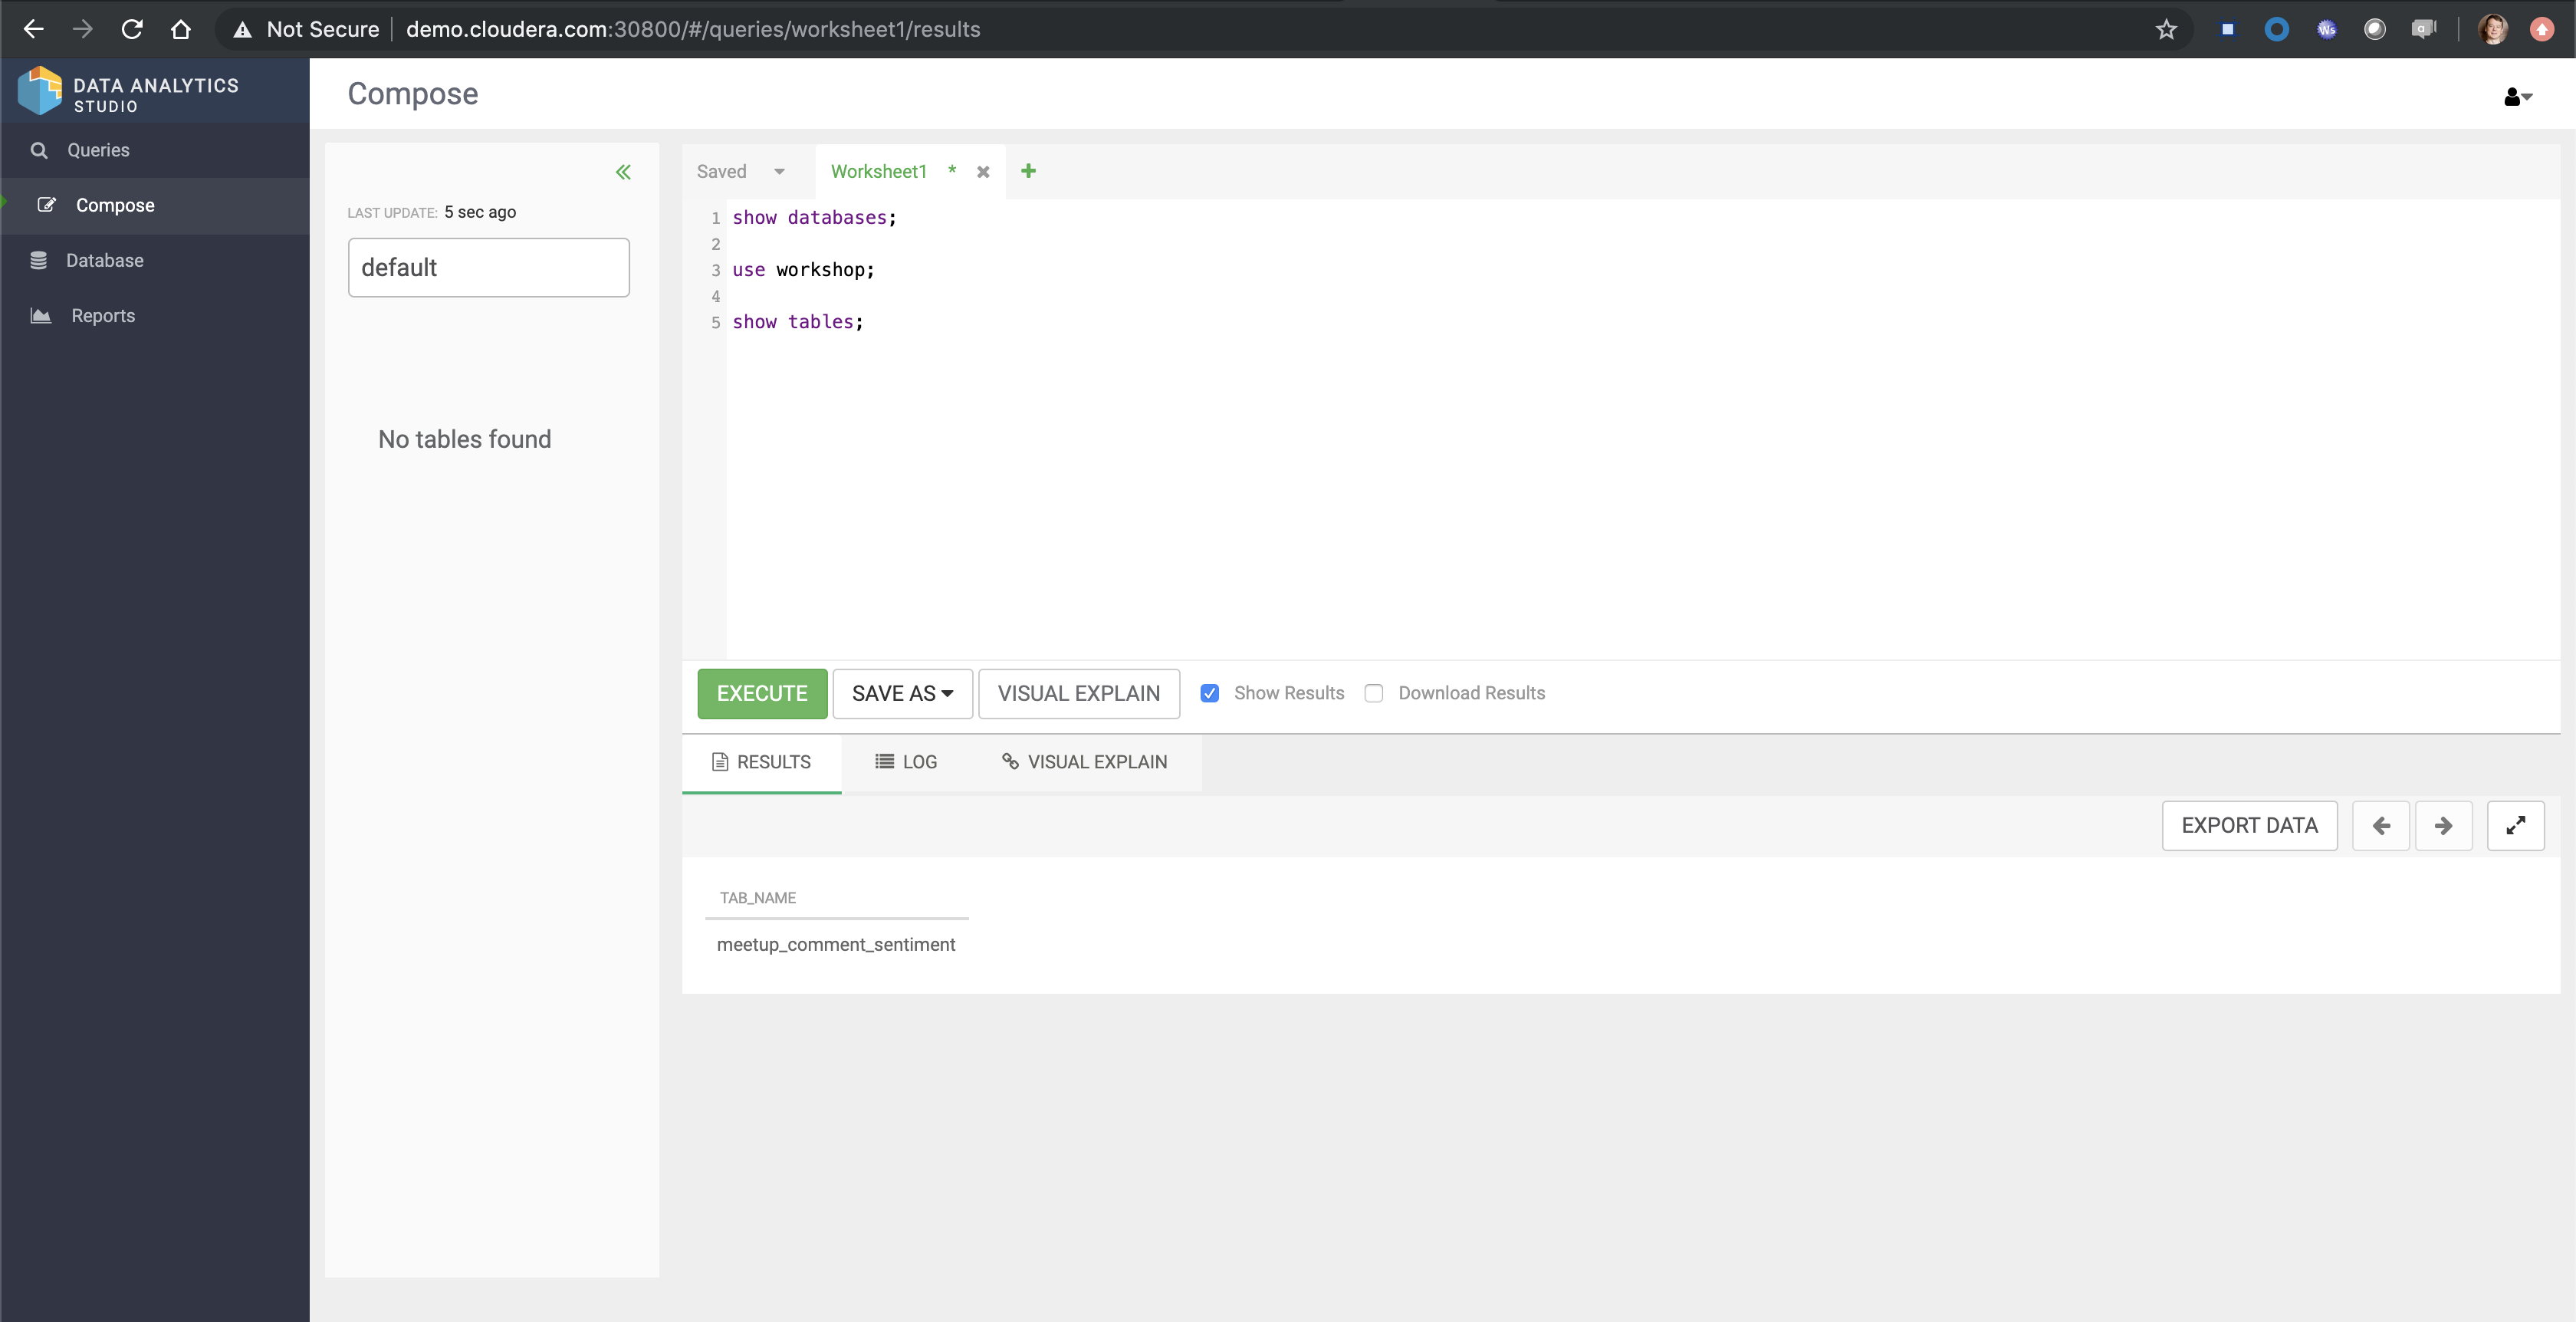 Not Secure demo.cloudera.com:30800/#/queries/worksheet1/results
DATA ANALYTICS
STUDIO
Queries
Compose
Database
Reports
Compose
LAST UPDATE: 5 sec ago
default
No tables found
Saved
Worksheet1 *
1 show databases;
2
3 use workshop;
4
5 show tables;
EXECUTE SAVE AS VISUAL EXPLAIN Show Results Download Results
RESULTS LOG VISUAL EXPLAIN
EXPORT DATA
TAB_NAME
meetup_comment_sentiment